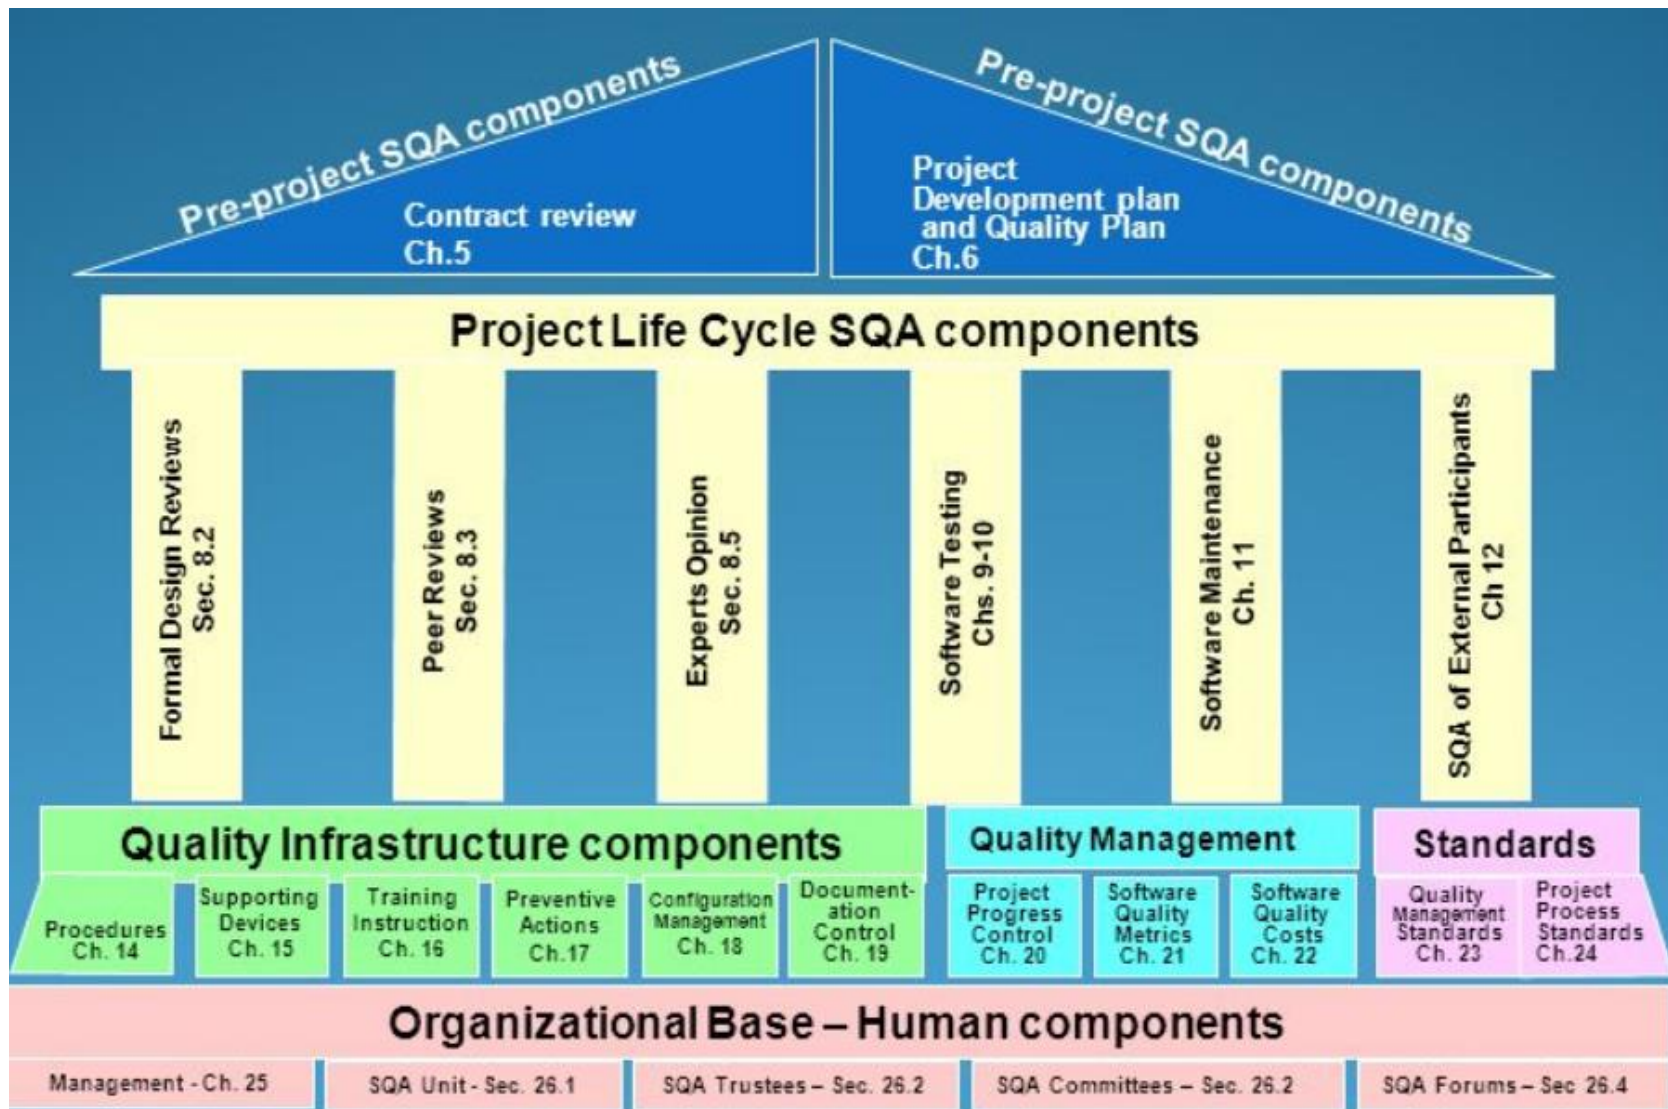 Pre-project SQA components
Contract review
Ch.5
Pre-project SQA components
Project
Development plan
and Quality Plan
Ch.6
Project Life Cycle SQA components
Formal Design Reviews
Sec. 8.2
Peer Reviews
Sec. 8.3
Experts Opinion
Sec. 8.5
Software Testing
Chs. 9-10
Software Maintenance
Ch. 11
SQA of External Participants
Ch 12
Quality Infrastructure components
Procedures
Ch. 14
Supporting
Devices
Ch. 15
Training
Instruction
Ch. 16
Preventive
Actions
Ch.17
Configuration
Management
Ch. 18
Document-
ation
Control
Ch. 19
Quality Management
Project
Progress
Control
Ch. 20
Software
Quality
Metrics
Ch. 21
Software
Quality
Costs
Ch. 22
Standards
Quality
Management
Standards
Ch. 23
Project
Process
Standards
Ch.24
Organizational Base – Human components
Management - Ch. 25
SQA Unit - Sec. 26.1
SQA Trustees – Sec. 26.2
SQA Committees – Sec. 26.2
SQA Forums – Sec 26.4